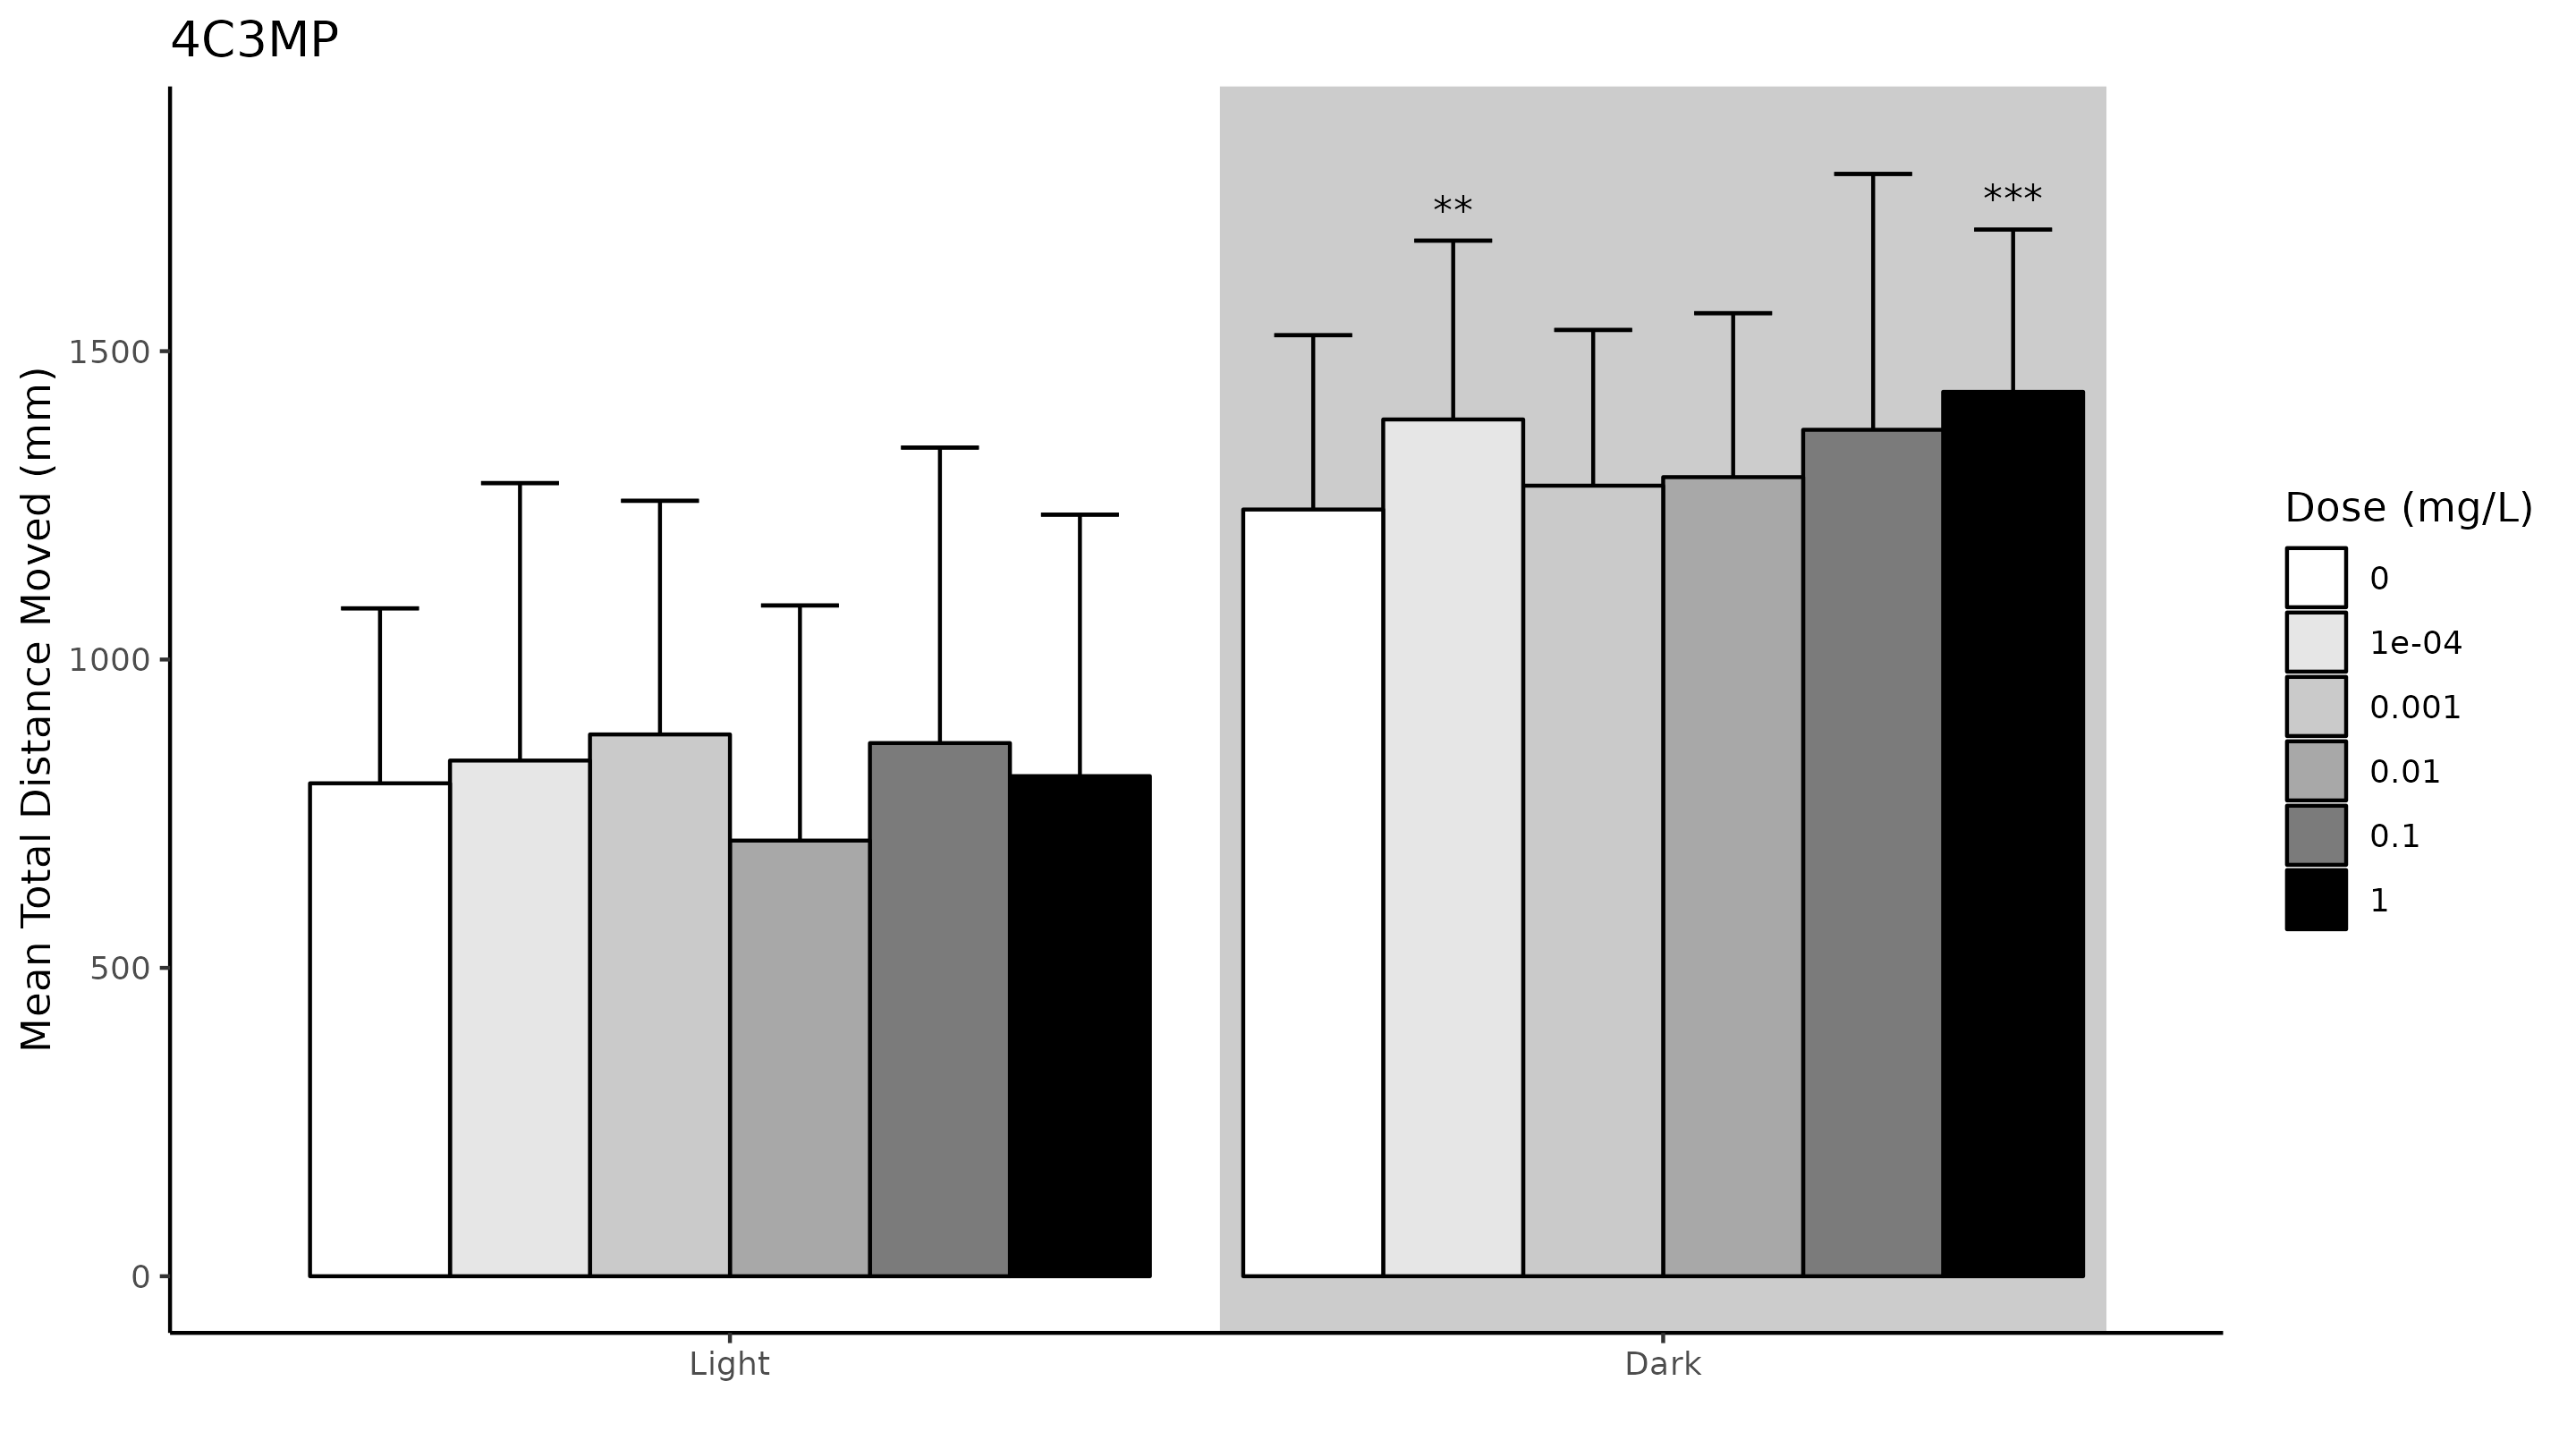 4C3MP
Mean Total Distance Moved (mm)
1500
1000
500
0
**
***
Light
Dark
Dose (mg/L)
0
1e-04
0.001
0.01
0.1
1